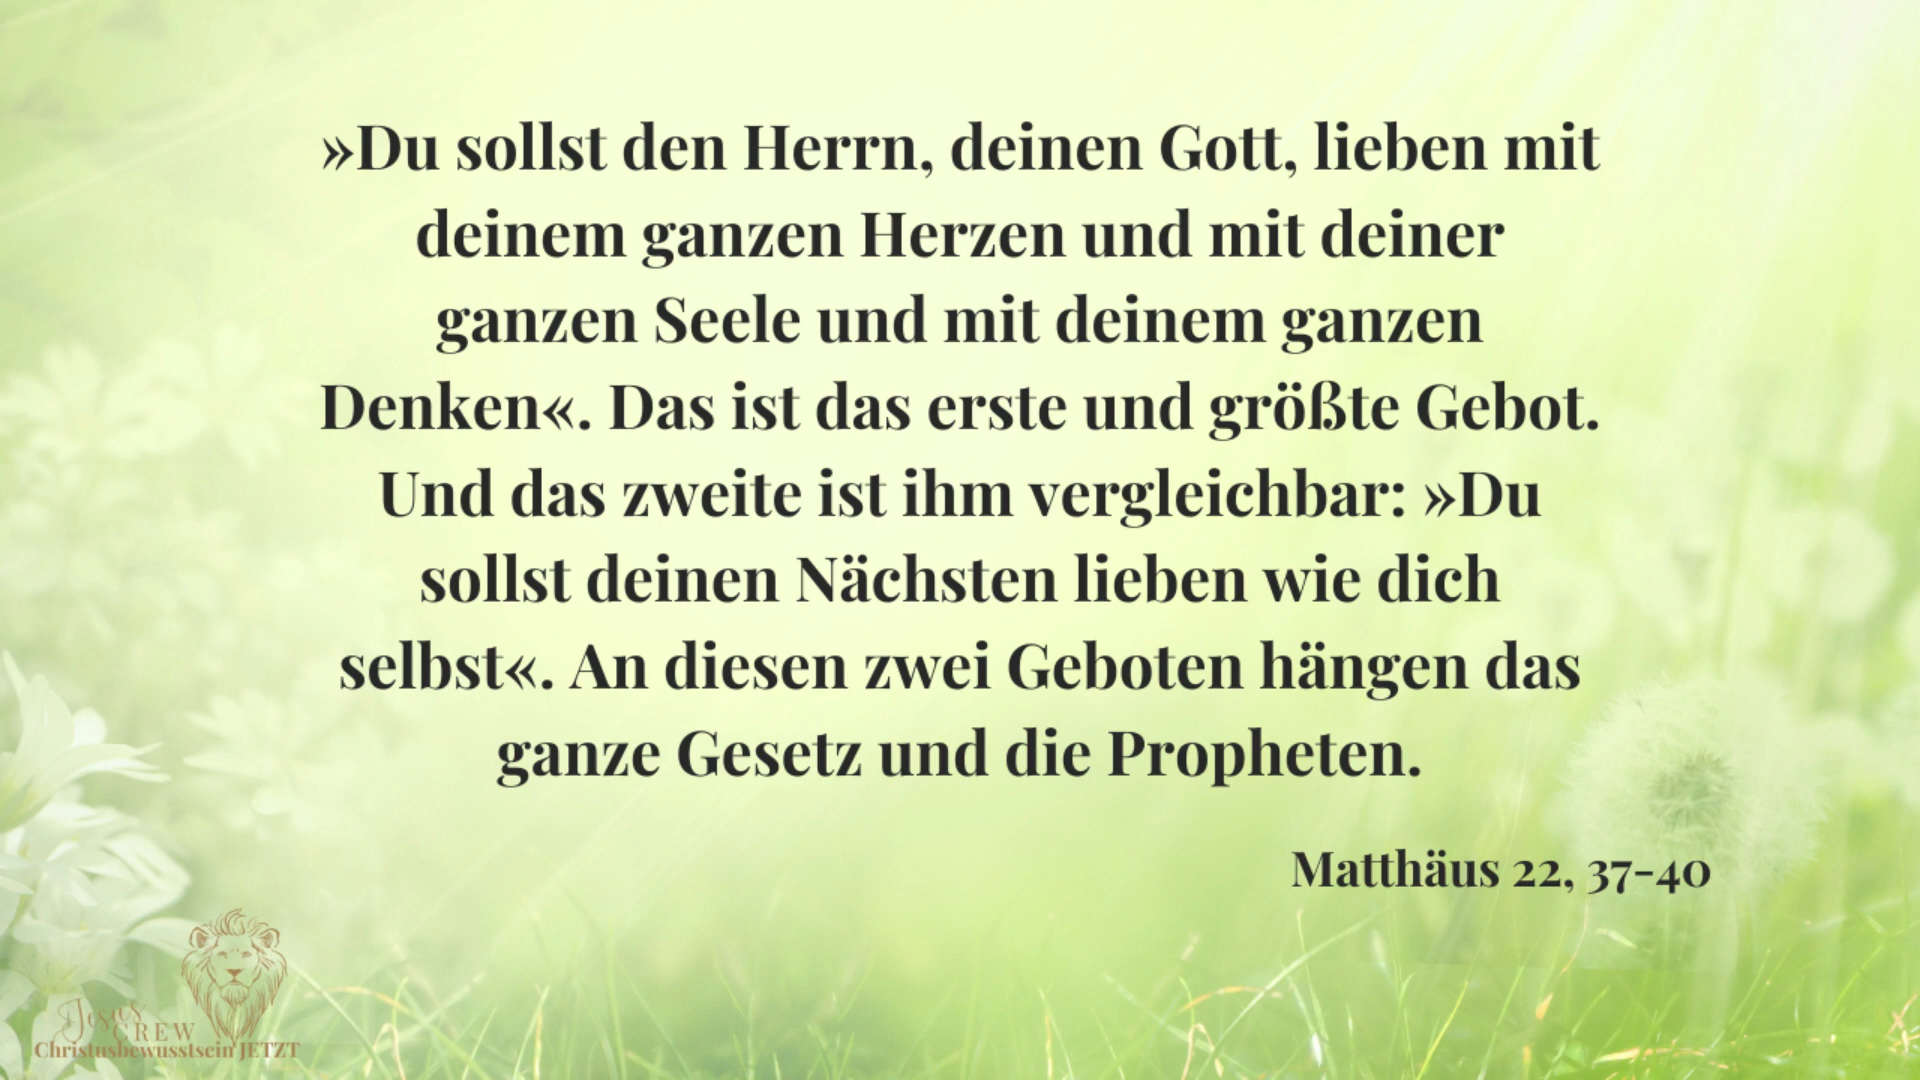 »Du sollst den Herrn, deinen Gott, lieben mit
deinem ganzen Herzen und mit deiner
ganzen Seele und mit deinem ganzen
Denken«. Das ist das erste und größte Gebot.
Und das zweite ist ihm vergleichbar: »Du
sollst deinen Nächsten lieben wie dich
selbst«. An diesen zwei Geboten hängen das
ganze Gesetz und die Propheten.
Matthäus 22, 37-40
Jesus
CREW
Christusbewusstsein JETZT